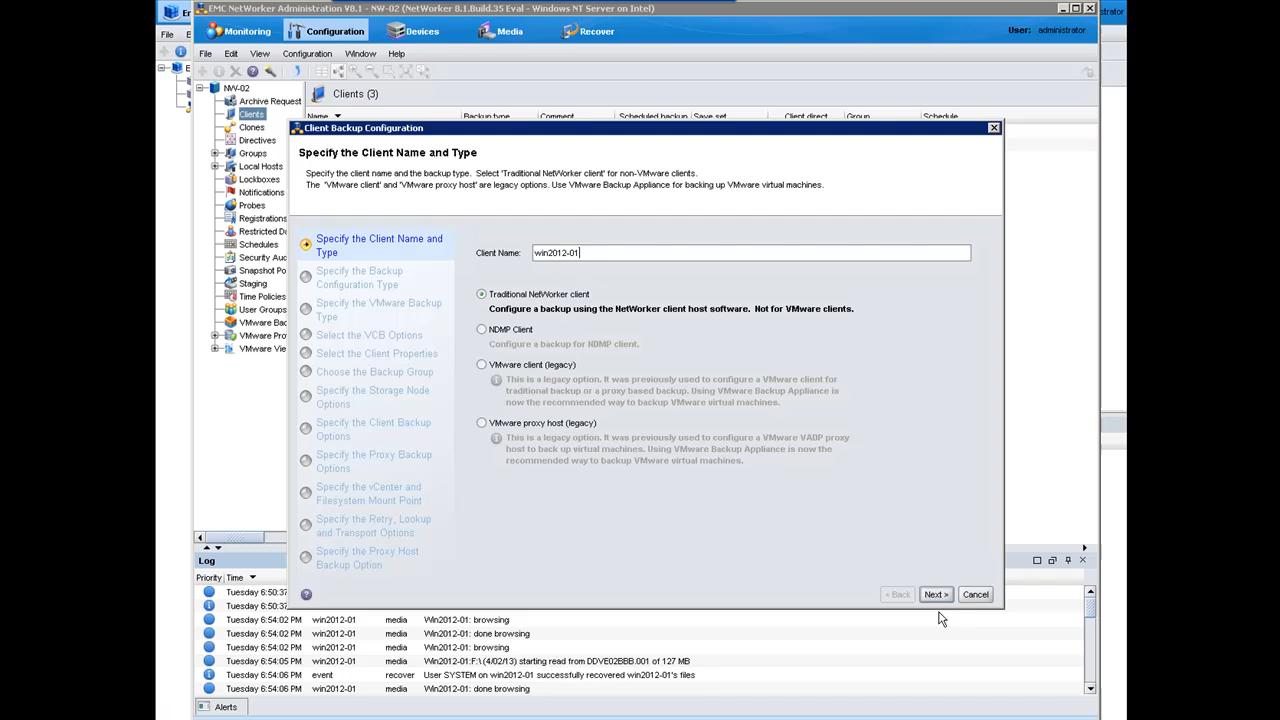 EMC NetWorker Administration V8.1 - NW-02 (NetWorker 8.1.Build.35 Eval - Windows NT Server on Intel)
Monitoring
Configuration
Devices
Media
Recover
User: administrator
File
File Edit View Configuration Window Help
NW-02
Clients (3)
Archive Request
Clients
Clones
Directives
Groups
Local Hosts
Lockboxes
Notifications
Probes
Registrations
Restricted Da
Schedules
Security Aud
Snapshot Po
Staging
Time Policies
User Groups
VMware Bac
VMware Pro
VMware Vie
Name Backup type Comment Scheduled backup Save set Client direct Group Schedule
Client Backup Configuration
Specify the Client Name and Type
Specify the client name and the backup type. Select 'Traditional NetWorker client' for non-VMware clients.
The 'VMware client' and 'VMware proxy host' are legacy options. Use VMware Backup Appliance for backing up VMware virtual machines.
Specify the Client Name and
Type
Specify the Backup
Configuration Type
Specify the VMware Backup
Type
Select the VCB Options
Select the Client Properties
Choose the Backup Group
Specify the Storage Node
Options
Specify the Client Backup
Options
Specify the Proxy Backup
Options
Specify the vCenter and
Filesystem Mount Point
Specify the Retry, Lookup
and Transport Options
Specify the Proxy Host
Backup Option
Client Name: win2012-01
Traditional NetWorker client
Configure a backup using the NetWorker client host software. Not for VMware clients.
NDMP Client
Configure a backup for NDMP client.
VMware client (legacy)
This is a legacy option. It was previously used to configure a VMware client for
traditional backup or a proxy based backup. Using VMware Backup Appliance is
now the recommended way to backup VMware virtual machines.
VMware proxy host (legacy)
This is a legacy option. It was previously used to configure a VMware VADP proxy
host to back up virtual machines. Using VMware Backup Appliance is now the
recommended way to backup VMware virtual machines.
< Back Next > Cancel
Log
Priority Time
Tuesday 6:50:37
Tuesday 6:50:37
Tuesday 6:54:02 PM win2012-01 media Win2012-01: browsing
Tuesday 6:54:02 PM win2012-01 media Win2012-01: done browsing
Tuesday 6:54:05 PM win2012-01 media Win2012-01:F:\ (4/02/13) starting read from DDVE02BBB.001 of 127 MB
Tuesday 6:54:06 PM event recover User SYSTEM on win2012-01 successfully recovered win2012-01's files
Tuesday 6:54:06 PM win2012-01 media Win2012-01: done browsing
Alerts